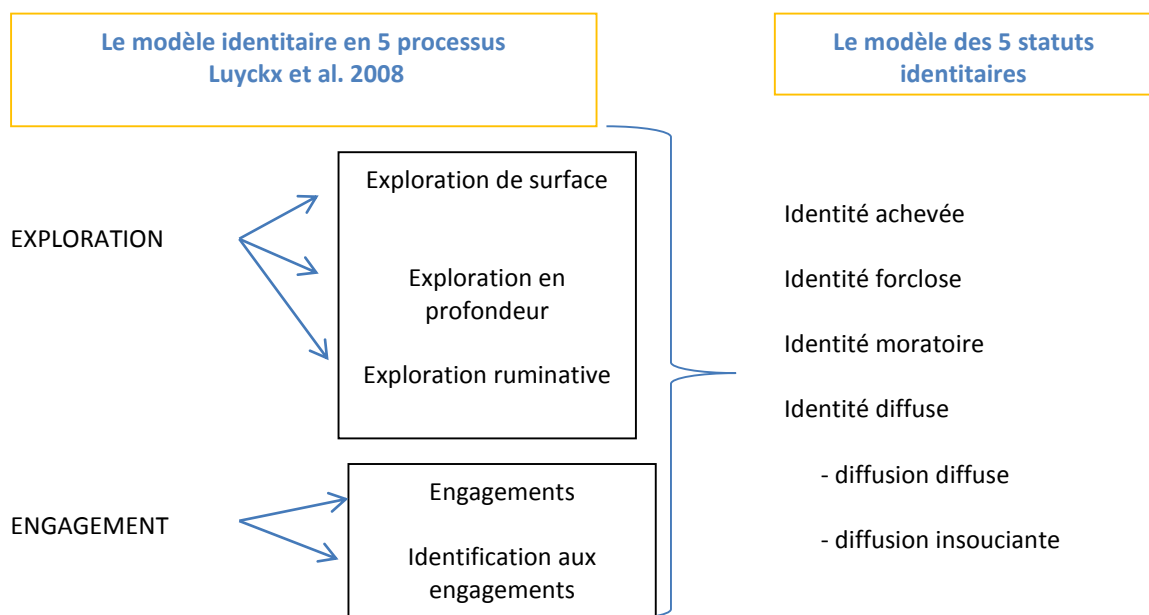 Le modèle identitaire en 5 processus
Luyckx et al. 2008
Le modèle des 5 statuts
identitaires
EXPLORATION
Exploration de surface
Exploration en
profondeur
Exploration ruminative
ENGAGEMENT
Engagements
Identification aux
engagements
Identité achevée
Identité forclose
Identité moratoire
Identité diffuse
- diffusion diffuse
- diffusion insouciante